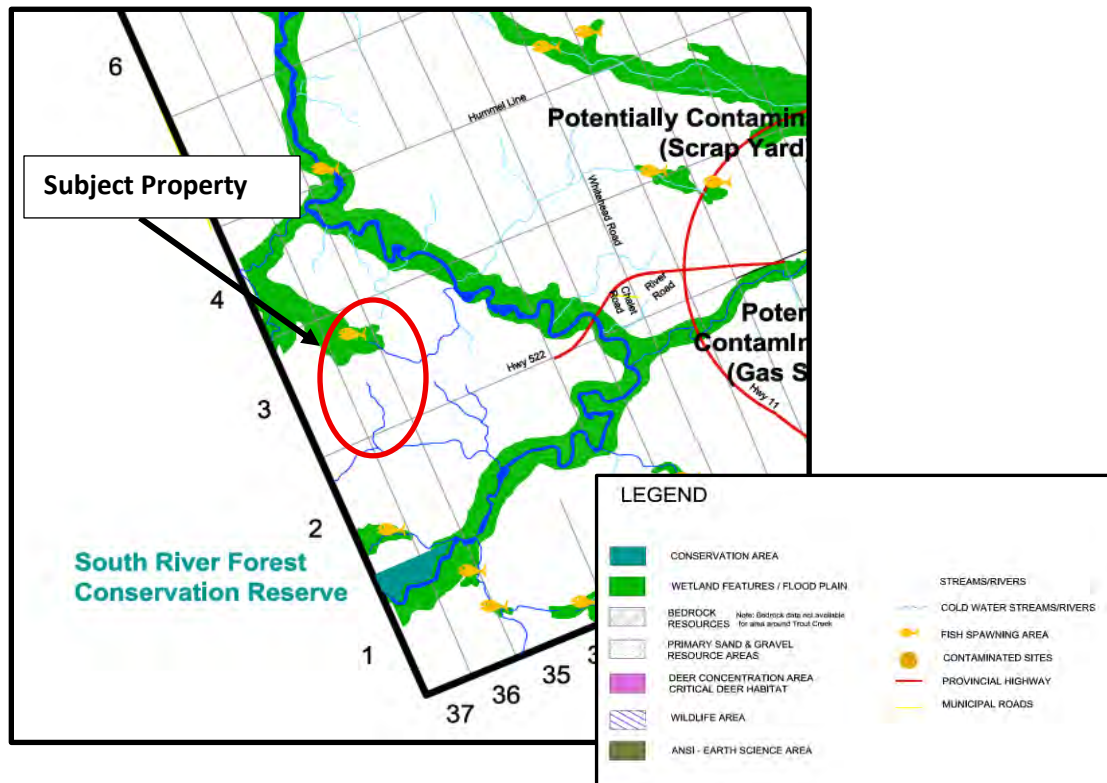 6
Hummel Line
Potentially Contamin
(Scrap Yard)
Subject Property
Whitehead Road
4
Chalet
Road
River
Road
Poten
Contamin
(Gas S
Hwy 522
Hwy 11
3
2
South River Forest
Conservation Reserve
1
37
36
35
3
LEGEND
CONSERVATION AREA
WETLAND FEATURES / FLOOD PLAIN
BEDROCK
RESOURCES
Note: Bedrock data not available
for area around Trout Creek
PRIMARY SAND & GRAVEL
RESOURCE AREAS
DEER CONCENTRATION AREA
CRITICAL DEER HABITAT
WILDLIFE AREA
ANSI - EARTH SCIENCE AREA
STREAMS/RIVERS
COLD WATER STREAMS/RIVERS
FISH SPAWNING AREA
CONTAMINATED SITES
PROVINCIAL HIGHWAY
MUNICIPAL ROADS